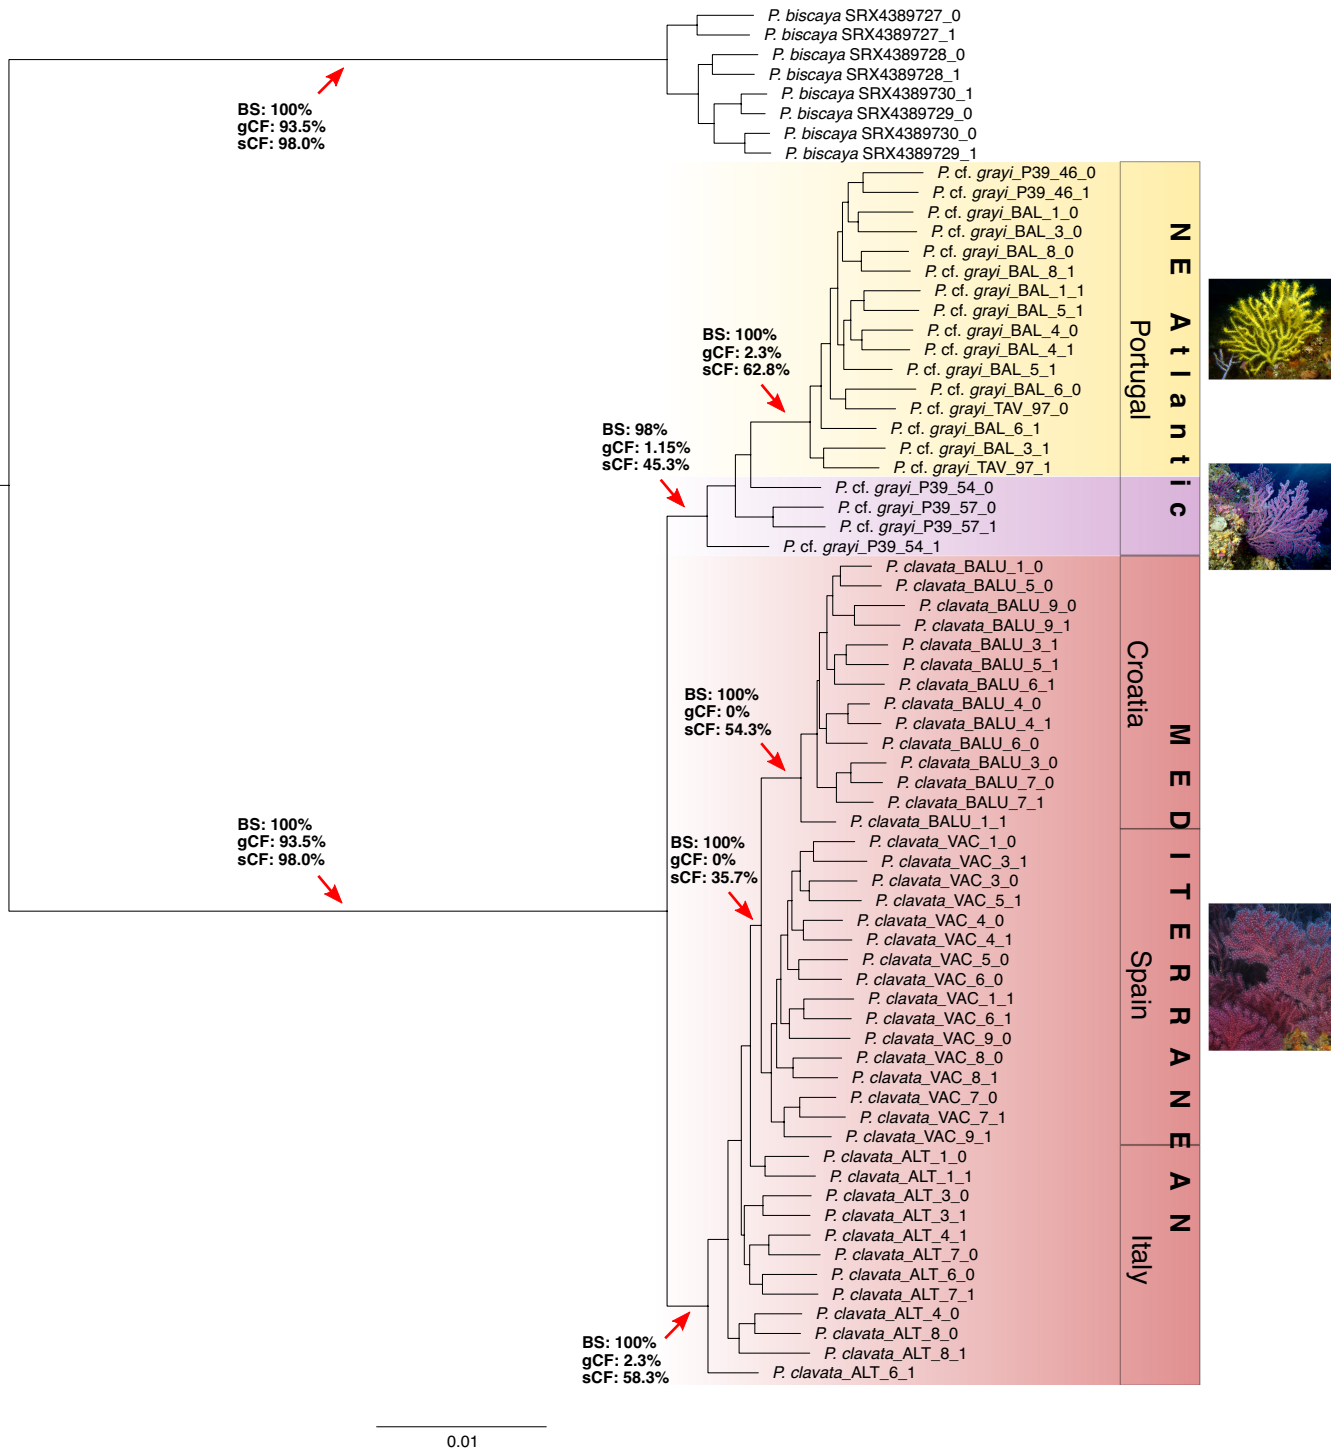 P. biscaya SRX4389727_0
P. biscaya SRX4389727_1
P. biscaya SRX4389728_0
P. biscaya SRX4389728_1
P. biscaya SRX4389730_1
P. biscaya SRX4389729_0
P. biscaya SRX4389730_0
P. biscaya SRX4389729_1
BS: 100%
gCF: 93.5%
sCF: 98.0%
P. cf. grayi_P39_46_0
P. cf. grayi_P39_46_1
P. cf. grayi_BAL_1_0
P. cf. grayi_BAL_3_0
P. cf. grayi_BAL_8_0
P. cf. grayi_BAL_8_1
P. cf. grayi_BAL_1_1
P. cf. grayi_BAL_5_1
P. cf. grayi_BAL_4_0
P. cf. grayi_BAL_4_1
P. cf. grayi_BAL_5_1
P. cf. grayi_BAL_6_0
P. cf. grayi_TAV_97_0
P. cf. grayi_BAL_6_1
P. cf. grayi_BAL_3_1
P. cf. grayi_TAV_97_1
P. cf. grayi_P39_54_0
P. cf. grayi_P39_57_0
P. cf. grayi_P39_57_1
P. cf. grayi_P39_54_1
BS: 100%
gCF: 2.3%
sCF: 62.8%
BS: 98%
gCF: 1.15%
sCF: 45.3%
Portugal
NE Atlantic
P. clavata_BALU_1_0
P. clavata_BALU_5_0
P. clavata_BALU_9_0
P. clavata_BALU_9_1
P. clavata_BALU_3_1
P. clavata_BALU_5_1
P. clavata_BALU_6_1
P. clavata_BALU_4_0
P. clavata_BALU_4_1
P. clavata_BALU_6_0
P. clavata_BALU_3_0
P. clavata_BALU_7_0
P. clavata_BALU_7_1
P. clavata_BALU_1_1
BS: 100%
gCF: 0%
sCF: 54.3%
Croatia
P. clavata_VAC_1_0
P. clavata_VAC_3_1
P. clavata_VAC_3_0
P. clavata_VAC_5_1
P. clavata_VAC_4_0
P. clavata_VAC_4_1
P. clavata_VAC_5_0
P. clavata_VAC_6_0
P. clavata_VAC_1_1
P. clavata_VAC_6_1
P. clavata_VAC_9_0
P. clavata_VAC_8_0
P. clavata_VAC_8_1
P. clavata_VAC_7_0
P. clavata_VAC_7_1
P. clavata_VAC_9_1
BS: 100%
gCF: 0%
sCF: 35.7%
BS: 100%
gCF: 93.5%
sCF: 98.0%
Spain
MEDITERRANEAN
P. clavata_ALT_1_0
P. clavata_ALT_1_1
P. clavata_ALT_3_0
P. clavata_ALT_3_1
P. clavata_ALT_4_1
P. clavata_ALT_7_0
P. clavata_ALT_6_0
P. clavata_ALT_7_1
P. clavata_ALT_4_0
P. clavata_ALT_8_0
P. clavata_ALT_8_1
P. clavata_ALT_6_1
Italy
BS: 100%
gCF: 2.3%
sCF: 58.3%
0.01